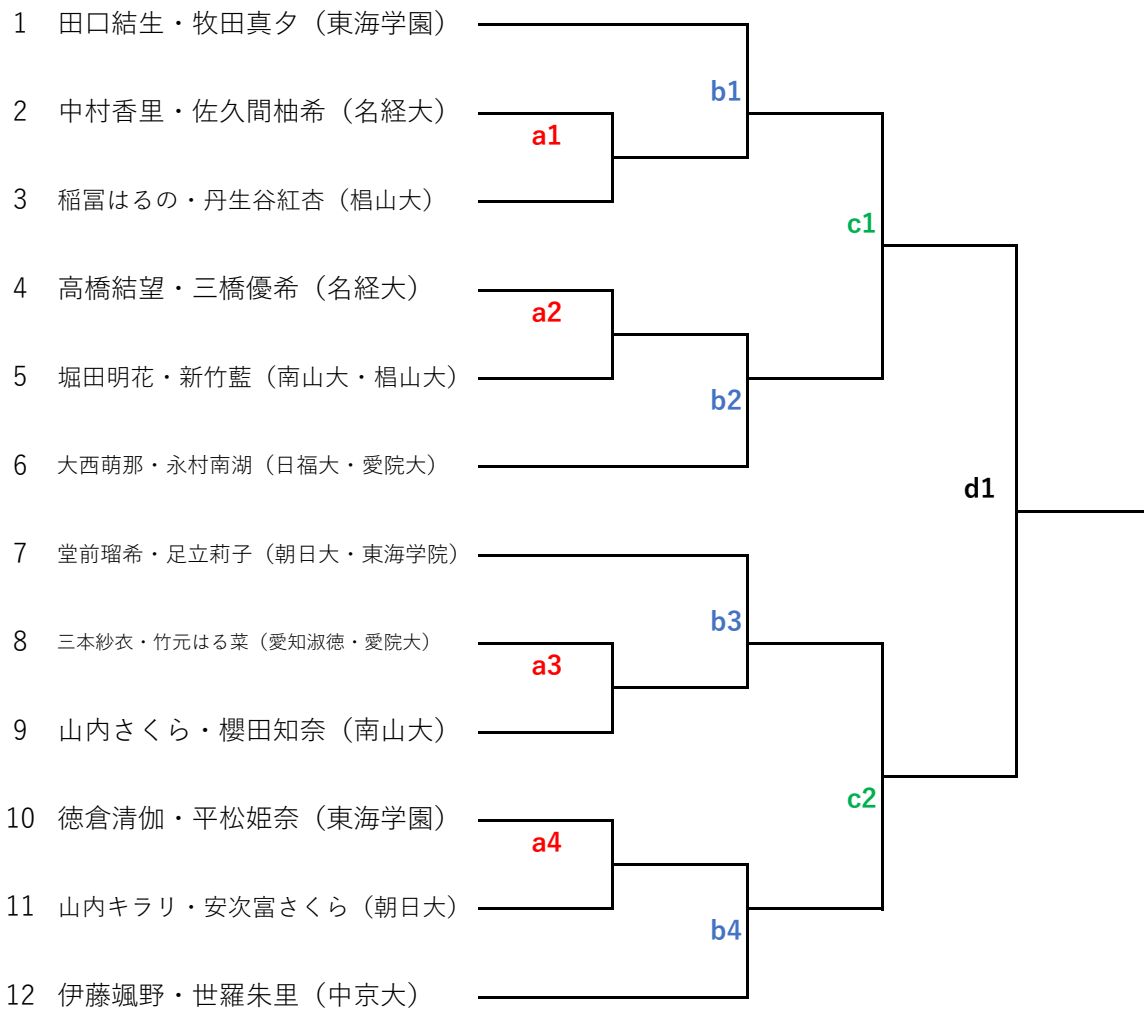 1 田口結生・牧田真夕（東海学園）
b1
2 中村香里・佐久間柚希（名経大）
a1
3 稲冨はるの・丹生谷紅杏（椙山大）
c1
4 高橋結望・三橋優希（名経大）
a2
5 堀田明花・新竹藍（南山大・椙山大）
b2
6 大西萌那・永村南湖（日福大・愛院大）
d1
7 堂前瑠希・足立莉子（朝日大・東海学院）
b3
8 三本紗衣・竹元はる菜（愛知淑徳・愛院大）
a3
9 山内さくら・櫻田知奈（南山大）
c2
10 徳倉清伽・平松姫奈（東海学園）
a4
11 山内キラリ・安次富さくら（朝日大）
b4
12 伊藤颯野・世羅朱里（中京大）